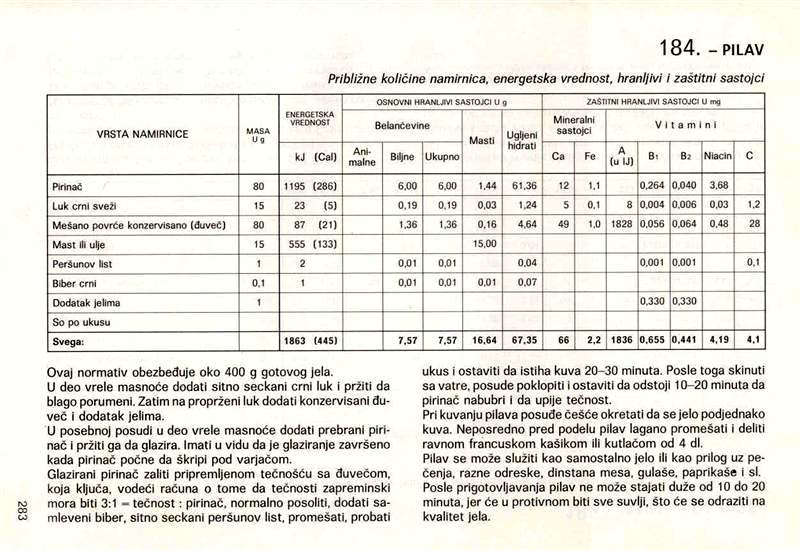 184. – PILAV
Približne količine namirnica, energetska vrednost, hranljivi i zaštitni sastojci
VRSTA NAMIRNICE MASA U g ENERGETSKA VREDNOST kJ (Cal) OSNOVNI HRANLJIVI SASTOJCI U g Belančevine Ani-malne Biljne Ukupno Masti Ugljeni hidrati ZAŠTITNI HRANLJIVI SASTOJCI U mg Mineralni sastojci Ca Fe Vitamini A (u IJ) B1 B2 Niacin C
Pirinač 80 1195 (286) 6,00 6,00 1,44 61,36 12 1,1 0,264 0,040 3,68
Luk crni sveži 15 23 (5) 0,19 0,19 0,03 1,24 5 0,1 8 0,004 0,006 0,03 1,2
Mešano povrće konzervisano (đuveč) 80 87 (21) 1,36 1,36 0,16 4,64 49 1,0 1828 0,056 0,064 0,48 28
Mast ili ulje 15 555 (133) 15,00
Peršunov list 1 2 0,01 0,01 0,04 0,001 0,001 0,1
Biber crni 0,1 1 0,01 0,01 0,01 0,07
Dodatak jelima 1 0,330 0,330
So po ukusu
Svega: 1863 (445) 7,57 7,57 16,64 67,35 66 2,2 1836 0,655 0,441 4,19 4,1
Ovaj normativ obezbeđuje oko 400 g gotovog jela.
U deo vrele masnoće dodati sitno seckani crni luk i pržiti da
blago porumeni. Zatim na proprženi luk dodati konzervisani đu-
več i dodatak jelima.
U posebnoj posudi u deo vrele masnoće dodati prebrani piri-
nač i pržiti ga da glazira. Imati u vidu da je glaziranje završeno
kada pirinač počne da škripi pod varjačom.
Glazirani pirinač zaliti pripremljenom tečnošću sa đuvečom,
koja ključa, vodeći računa o tome da tečnosti zapreminski
mora biti 3:1 = tečnost : pirinač, normalno posoliti, dodati sa-
mleveni biber, sitno seckani peršunov list, promešati, probati
ukus i ostaviti da istiha kuva 20–30 minuta. Posle toga skinuti
sa vatre, posude poklopiti i ostaviti da odstoji 10–20 minuta da
pirinač nabubri i da upije tečnost.
Pri kuvanju pilava posuđe češće okretati da se jelo podjednako
kuva. Neposredno pred podelu pilav lagano promešati i deliti
ravnom francuskom kašikom ili kutlačom od 4 dl.
Pilav se može služiti kao samostalno jelo ili kao prilog uz pe-
čenja, razne odreske, dinstana mesa, gulaše, paprikaše i sl.
Posle prigotovljavanja pilav ne može stajati duže od 10 do 20
minuta, jer će u protivnom biti sve suvlji, što će se odraziti na
kvalitet jela.
283